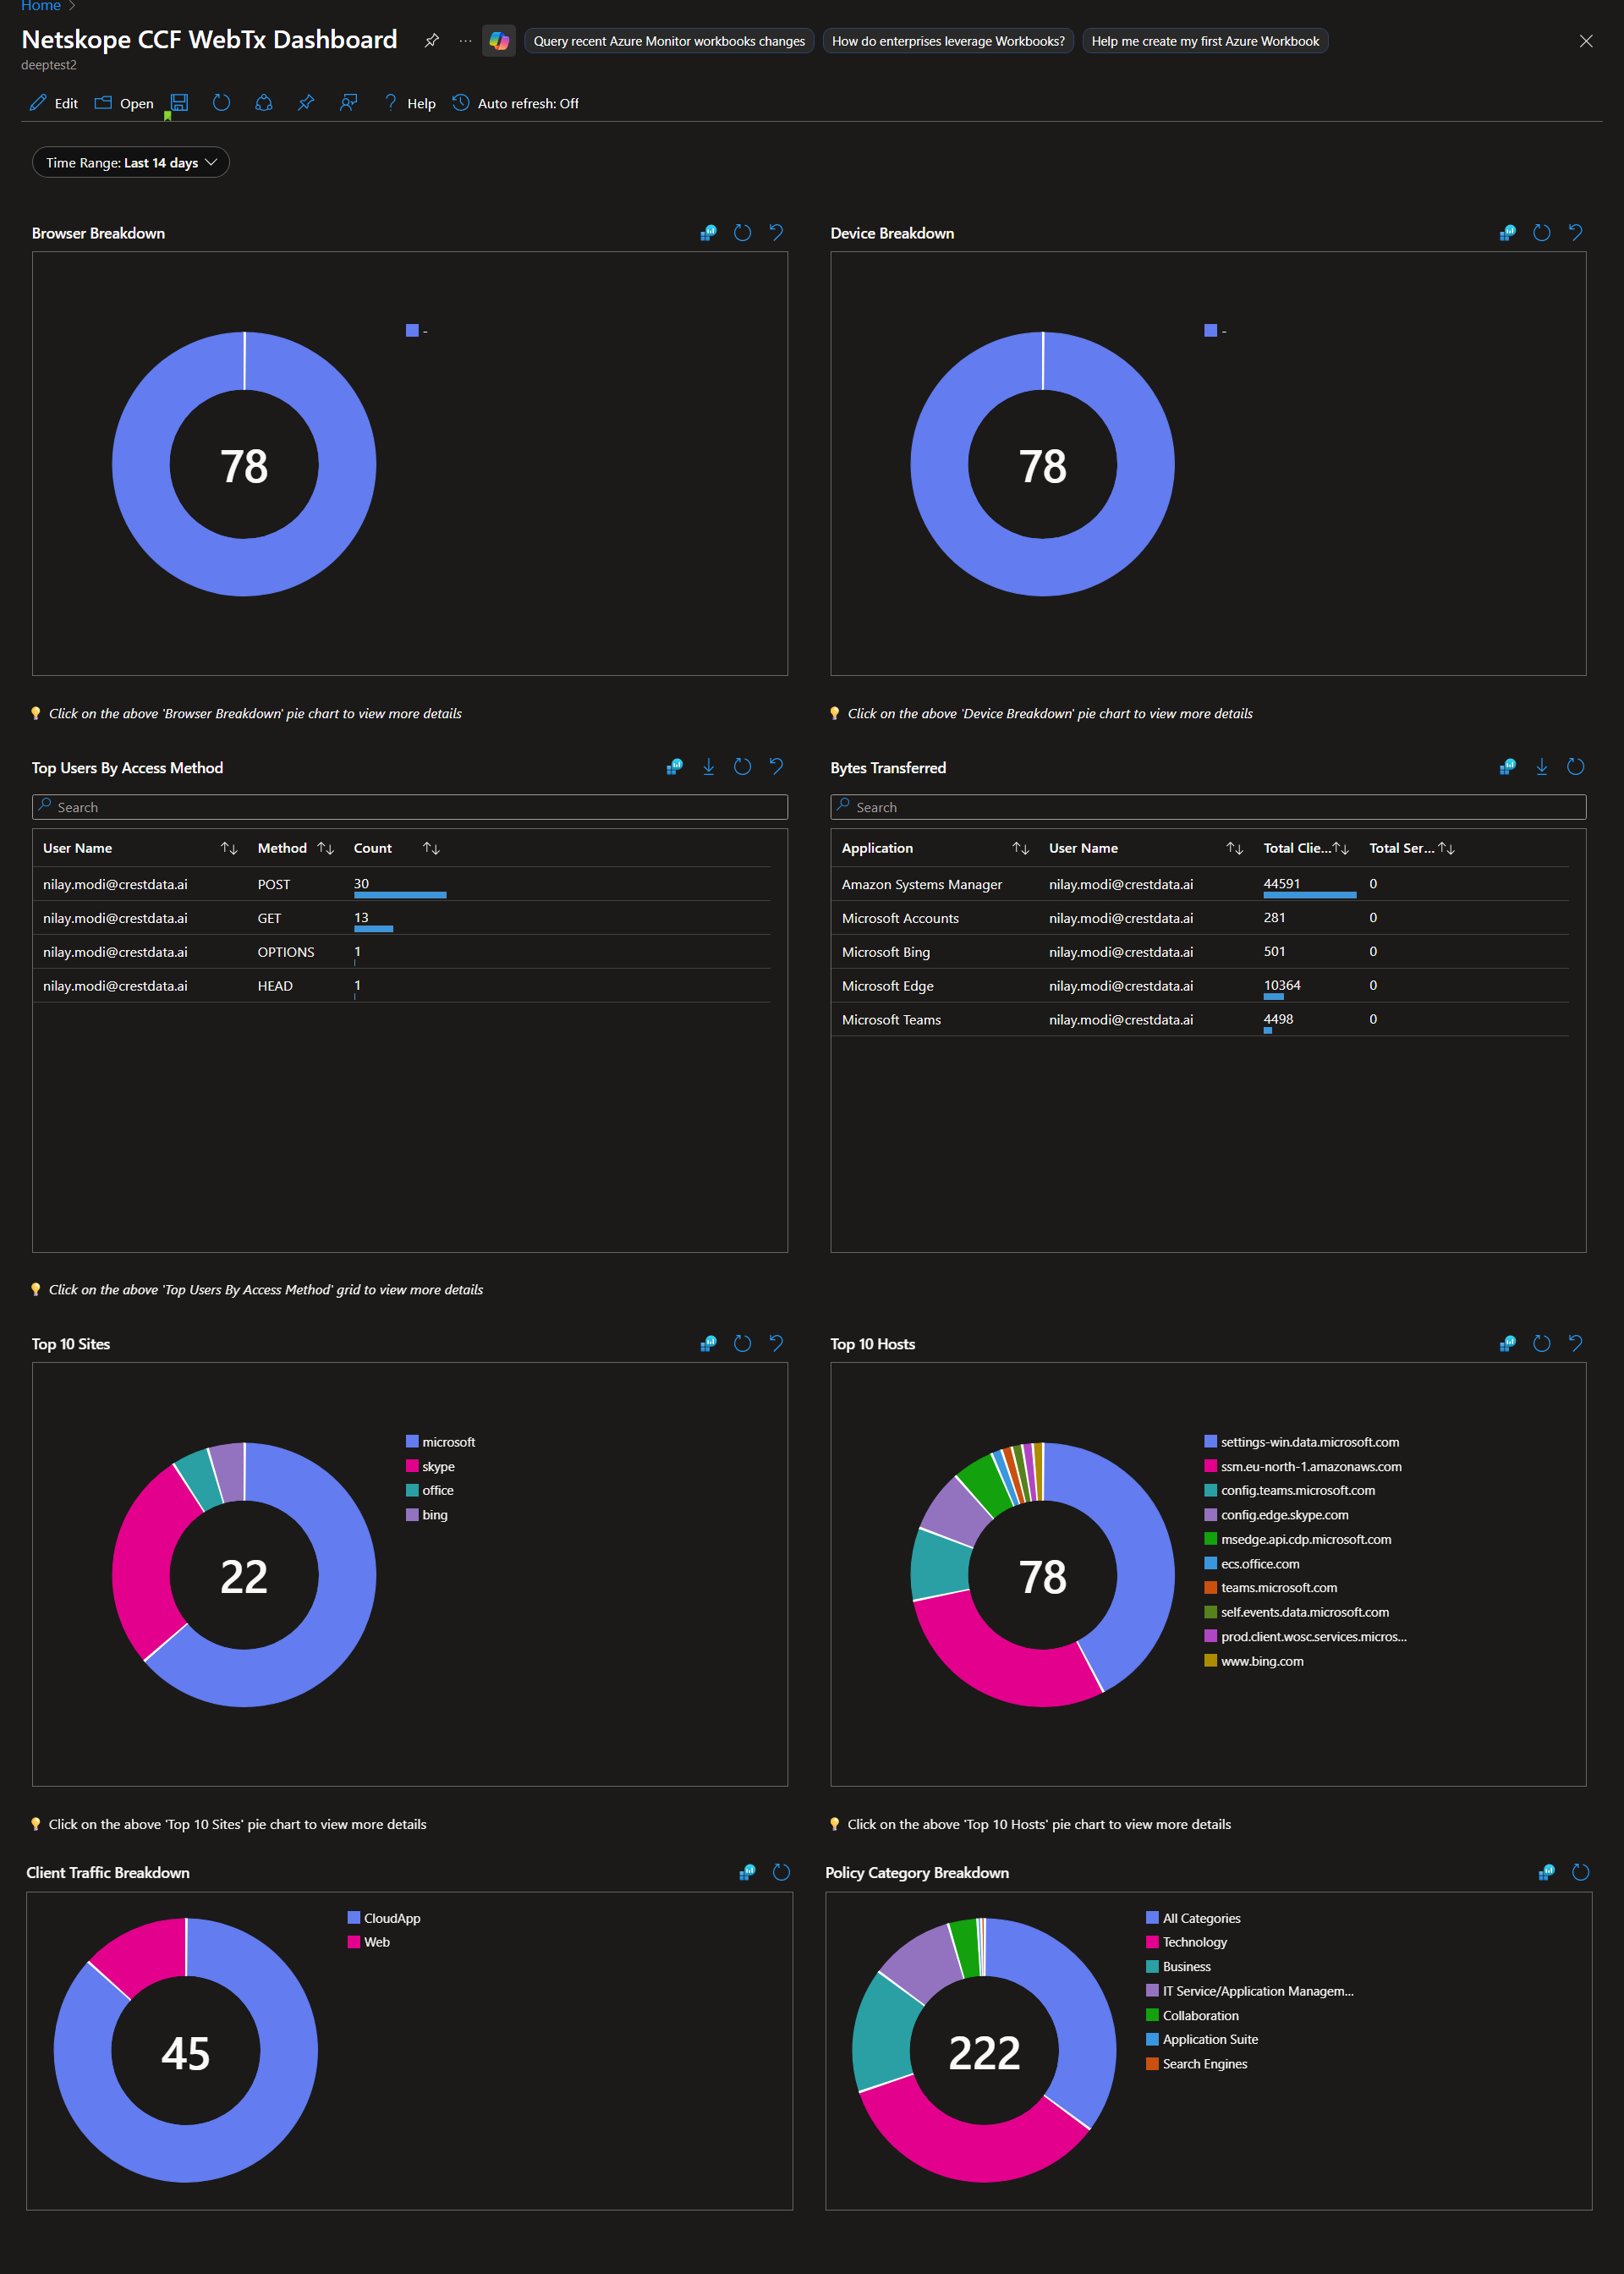 Home
Netskope CCF WebTx Dashboard
Query recent Azure Monitor workbooks changes
How do enterprises leverage Workbooks?
Help me create my first Azure Workbook
deeptest2
Edit Open Help Auto refresh: Off
Time Range: Last 14 days
Browser Breakdown
-
78
Click on the above 'Browser Breakdown' pie chart to view more details
Device Breakdown
-
78
Click on the above 'Device Breakdown' pie chart to view more details
Top Users By Access Method
Search
User Name Method Count
nilay.modi@crestdata.ai POST 30
nilay.modi@crestdata.ai GET 13
nilay.modi@crestdata.ai OPTIONS 1
nilay.modi@crestdata.ai HEAD 1
Click on the above 'Top Users By Access Method' grid to view more details
Bytes Transferred
Search
Application User Name Total Clie... Total Ser...
Amazon Systems Manager nilay.modi@crestdata.ai 44591 0
Microsoft Accounts nilay.modi@crestdata.ai 281 0
Microsoft Bing nilay.modi@crestdata.ai 501 0
Microsoft Edge nilay.modi@crestdata.ai 10364 0
Microsoft Teams nilay.modi@crestdata.ai 4498 0
Top 10 Sites
microsoft
skype
office
bing
22
Click on the above 'Top 10 Sites' pie chart to view more details
Top 10 Hosts
settings-win.data.microsoft.com
ssm.eu-north-1.amazonaws.com
config.teams.microsoft.com
config.edge.skype.com
msedge.api.cdp.microsoft.com
ecs.office.com
teams.microsoft.com
self.events.data.microsoft.com
prod.client.wosc.services.micros...
www.bing.com
78
Click on the above 'Top 10 Hosts' pie chart to view more details
Client Traffic Breakdown
CloudApp
Web
45
Policy Category Breakdown
All Categories
Technology
Business
IT Service/Application Managem...
Collaboration
Application Suite
Search Engines
222